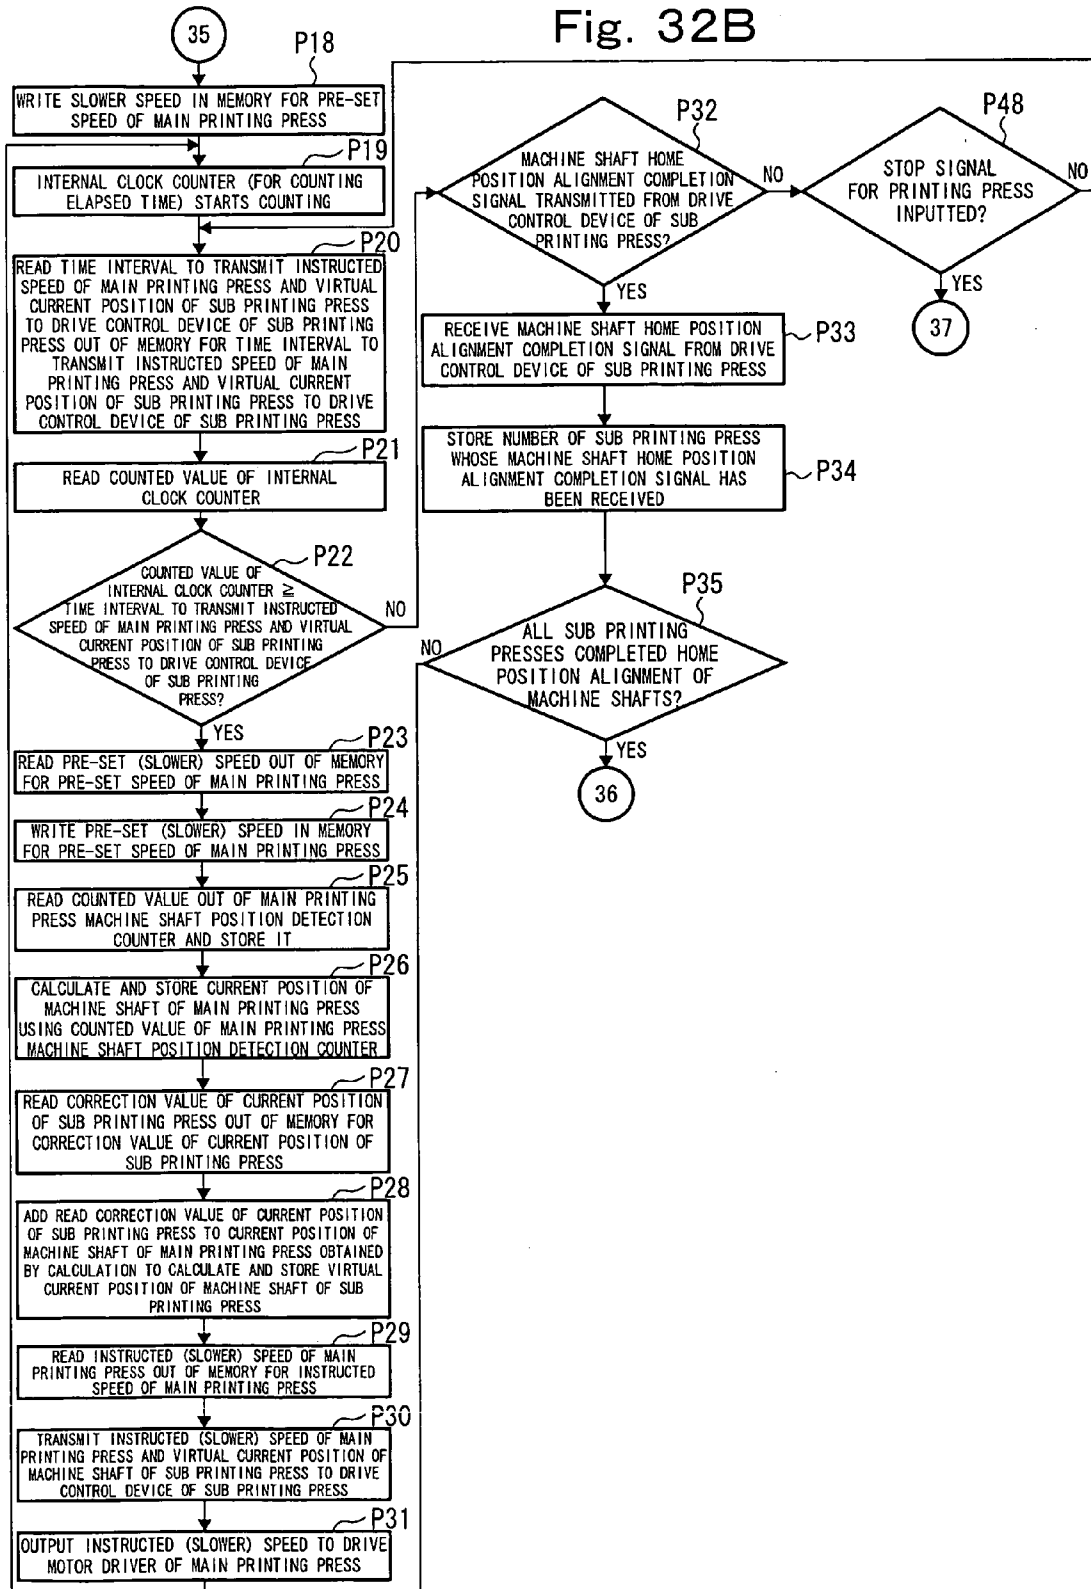 Fig. 32B
35
P18
WRITE SLOWER SPEED IN MEMORY FOR PRE-SET
SPEED OF MAIN PRINTING PRESS
P19
INTERNAL CLOCK COUNTER (FOR COUNTING
ELAPSED TIME) STARTS COUNTING
P20
READ TIME INTERVAL TO TRANSMIT INSTRUCTED
SPEED OF MAIN PRINTING PRESS AND VIRTUAL
CURRENT POSITION OF SUB PRINTING PRESS
TO DRIVE CONTROL DEVICE OF SUB PRINTING
PRESS OUT OF MEMORY FOR TIME INTERVAL TO
TRANSMIT INSTRUCTED SPEED OF MAIN
PRINTING PRESS AND VIRTUAL CURRENT
POSITION OF SUB PRINTING PRESS TO DRIVE
CONTROL DEVICE OF SUB PRINTING PRESS
P21
READ COUNTED VALUE OF INTERNAL
CLOCK COUNTER
P22
COUNTED VALUE OF
INTERNAL CLOCK COUNTER ≧
TIME INTERVAL TO TRANSMIT INSTRUCTED
SPEED OF MAIN PRINTING PRESS AND VIRTUAL
CURRENT POSITION OF SUB PRINTING
PRESS TO DRIVE CONTROL DEVICE
OF SUB PRINTING
PRESS?
NO
YES
P23
READ PRE-SET (SLOWER) SPEED OUT OF MEMORY
FOR PRE-SET SPEED OF MAIN PRINTING PRESS
P24
WRITE PRE-SET (SLOWER) SPEED IN MEMORY
FOR PRE-SET SPEED OF MAIN PRINTING PRESS
P25
READ COUNTED VALUE OUT OF MAIN PRINTING
PRESS MACHINE SHAFT POSITION DETECTION
COUNTER AND STORE IT
P26
CALCULATE AND STORE CURRENT POSITION OF
MACHINE SHAFT OF MAIN PRINTING PRESS
USING COUNTED VALUE OF MAIN PRINTING PRESS
MACHINE SHAFT POSITION DETECTION COUNTER
P27
READ CORRECTION VALUE OF CURRENT POSITION
OF SUB PRINTING PRESS OUT OF MEMORY FOR
CORRECTION VALUE OF CURRENT POSITION OF
SUB PRINTING PRESS
P28
ADD READ CORRECTION VALUE OF CURRENT POSITION
OF SUB PRINTING PRESS TO CURRENT POSITION OF
MACHINE SHAFT OF MAIN PRINTING PRESS OBTAINED
BY CALCULATION TO CALCULATE AND STORE VIRTUAL
CURRENT POSITION OF MACHINE SHAFT OF SUB
PRINTING PRESS
P29
READ INSTRUCTED (SLOWER) SPEED OF MAIN
PRINTING PRESS OUT OF MEMORY FOR INSTRUCTED
SPEED OF MAIN PRINTING PRESS
P30
TRANSMIT INSTRUCTED (SLOWER) SPEED OF MAIN
PRINTING PRESS AND VIRTUAL CURRENT POSITION OF
MACHINE SHAFT OF SUB PRINTING PRESS TO DRIVE
CONTROL DEVICE OF SUB PRINTING PRESS
P31
OUTPUT INSTRUCTED (SLOWER) SPEED TO DRIVE
MOTOR DRIVER OF MAIN PRINTING PRESS
P32
MACHINE SHAFT HOME
POSITION ALIGNMENT COMPLETION
SIGNAL TRANSMITTED FROM DRIVE
CONTROL DEVICE OF SUB
PRINTING PRESS?
NO
YES
P33
RECEIVE MACHINE SHAFT HOME POSITION
ALIGNMENT COMPLETION SIGNAL FROM DRIVE
CONTROL DEVICE OF SUB PRINTING PRESS
P34
STORE NUMBER OF SUB PRINTING PRESS
WHOSE MACHINE SHAFT HOME POSITION
ALIGNMENT COMPLETION SIGNAL HAS
BEEN RECEIVED
P35
ALL SUB PRINTING
PRESSES COMPLETED HOME
POSITION ALIGNMENT OF
MACHINE SHAFTS?
NO
YES
36
P48
STOP SIGNAL
FOR PRINTING PRESS
INPUTTED?
NO
YES
37